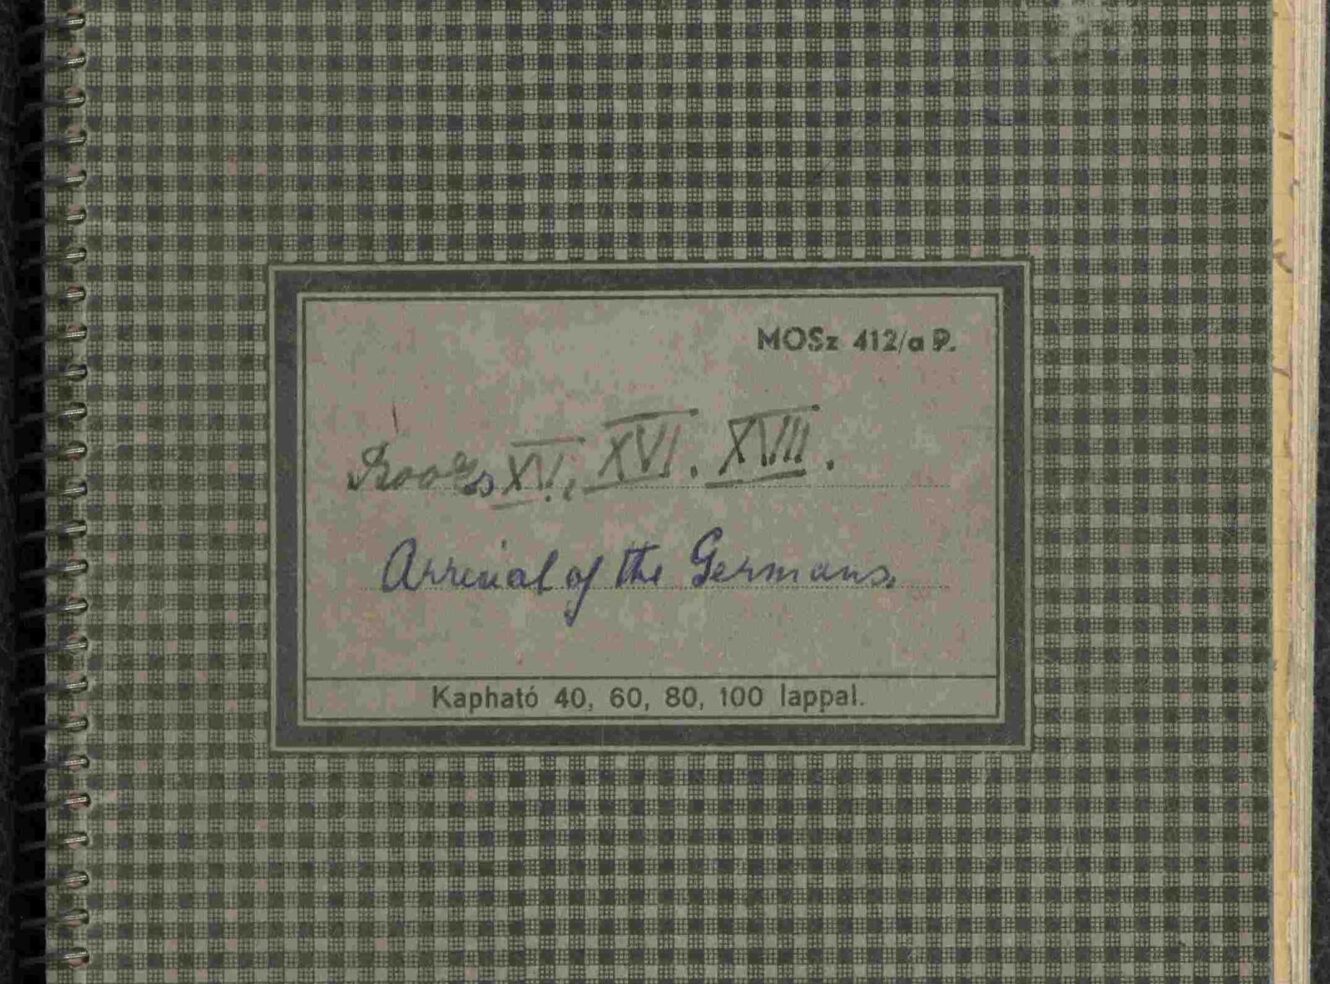 MOSz 412/a P.
Books XV, XVI. XVII.
Arrival of the Germans.
Kapható 40, 60, 80, 100 lappal.